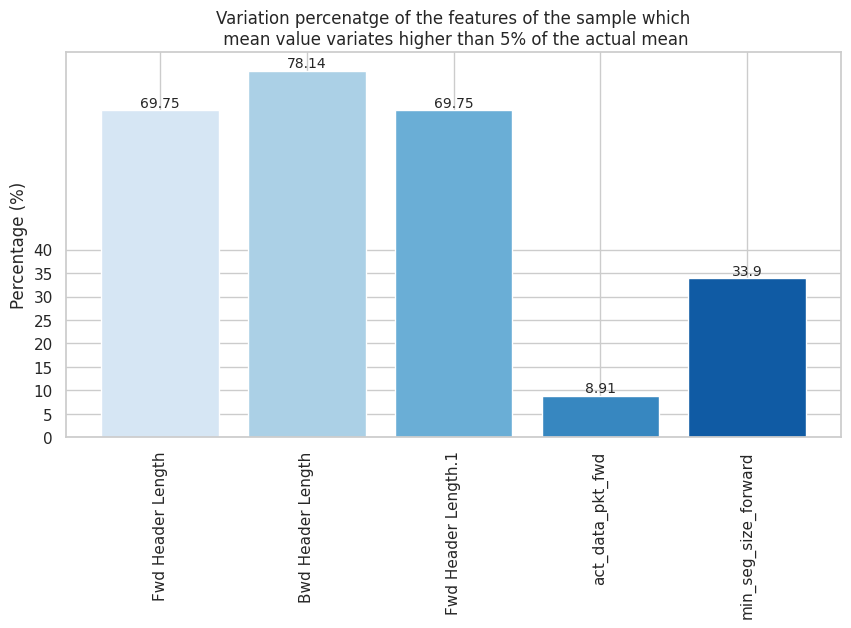 Variation percenatge of the features of the sample which
mean value variates higher than 5% of the actual mean
Percentage (%)
40
35
30
25
20
15
10
5
0
69.75
78.14
69.75
8.91
33.9
Fwd Header Length
Bwd Header Length
Fwd Header Length.1
act_data_pkt_fwd
min_seg_size_forward